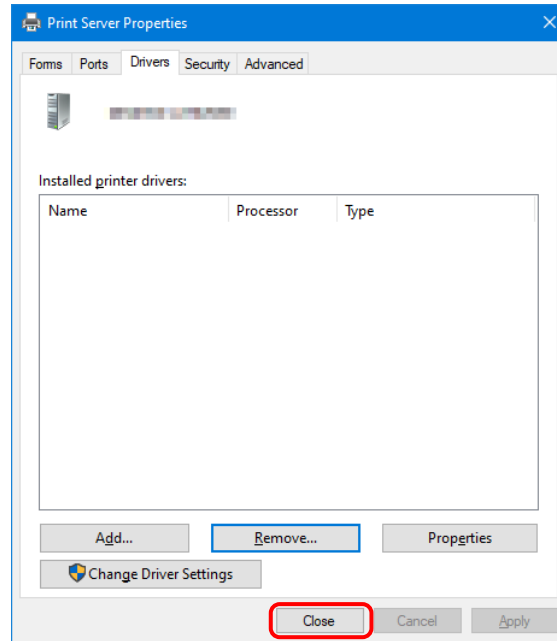 Print Server Properties
Forms Ports Drivers Security Advanced
Installed printer drivers:
Name Processor Type
Add... Remove... Properties
Change Driver Settings
Close Cancel Apply